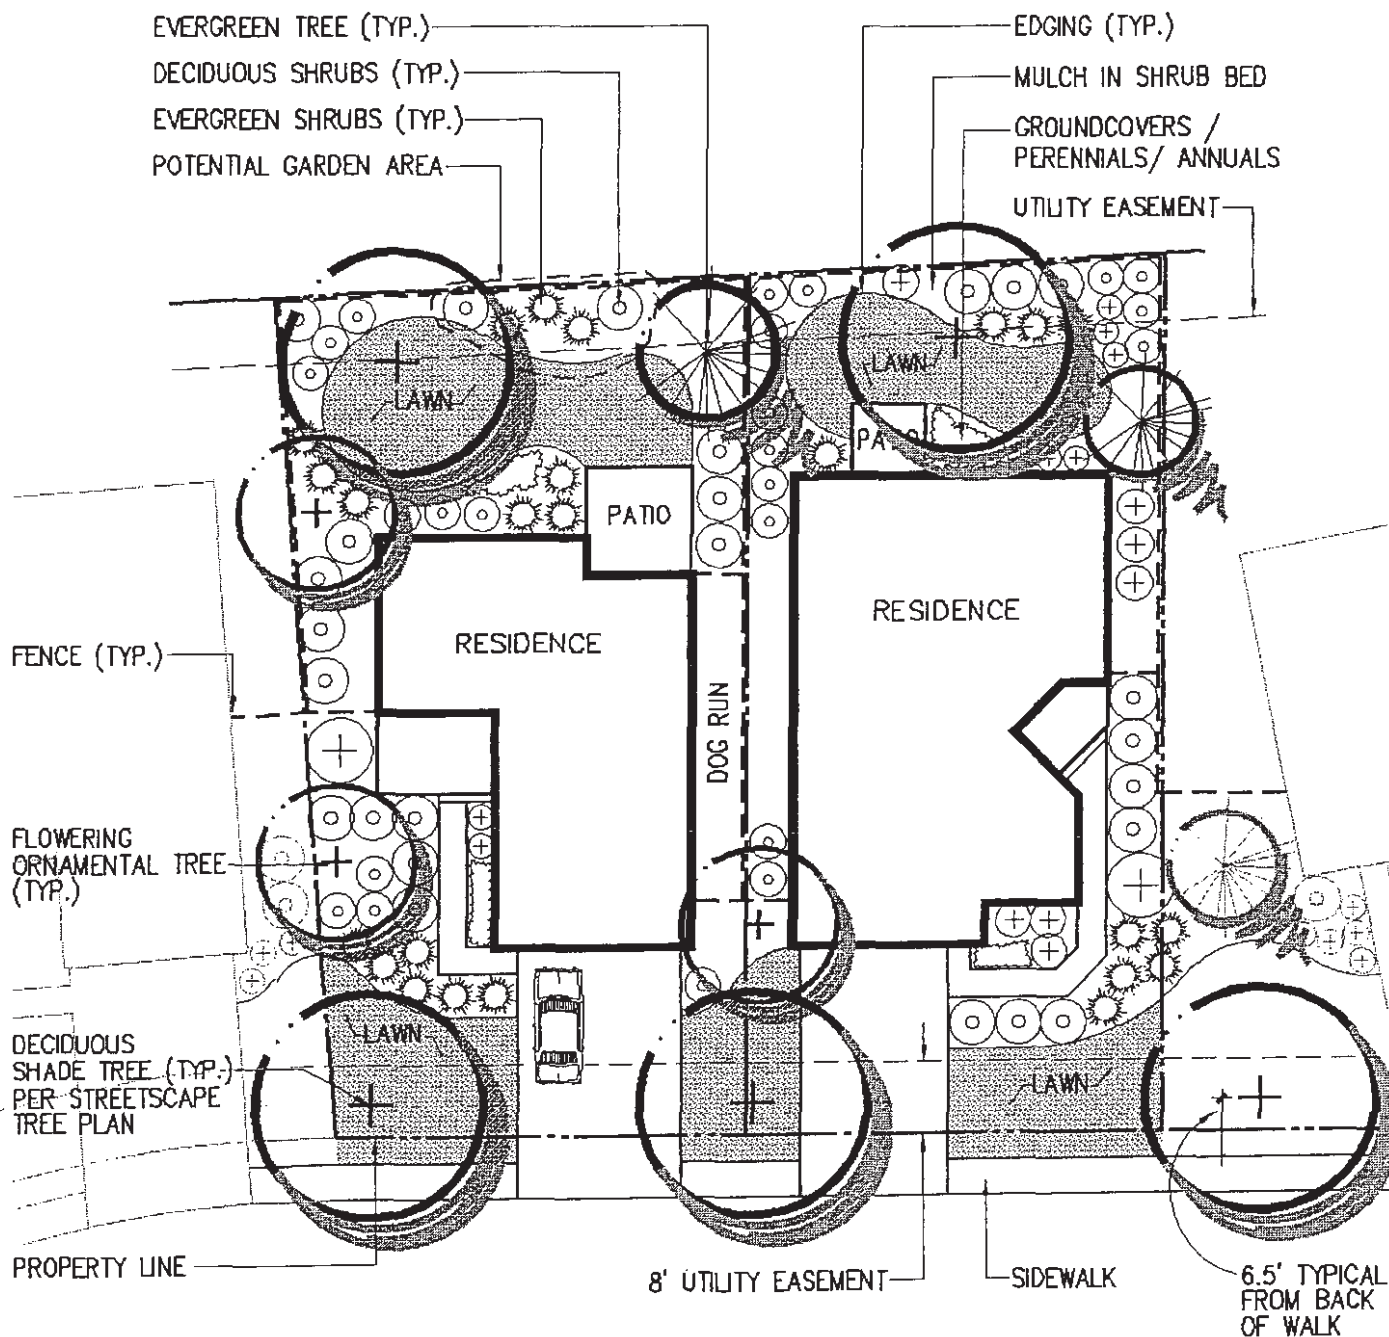 EVERGREEN TREE (TYP.)
DECIDUOUS SHRUBS (TYP.)
EVERGREEN SHRUBS (TYP.)
POTENTIAL GARDEN AREA
EDGING (TYP.)
MULCH IN SHRUB BED
GROUNDCOVERS /
PERENNIALS/ ANNUALS
UTILITY EASEMENT
LAWN
LAWN
PATIO
PATIO
RESIDENCE
RESIDENCE
DOG RUN
FENCE (TYP.)
FLOWERING
ORNAMENTAL TREE
(TYP.)
DECIDUOUS
SHADE TREE (TYP.)
PER STREETSCAPE
TREE PLAN
LAWN
LAWN
PROPERTY LINE
8' UTILITY EASEMENT
SIDEWALK
6.5' TYPICAL
FROM BACK
OF WALK